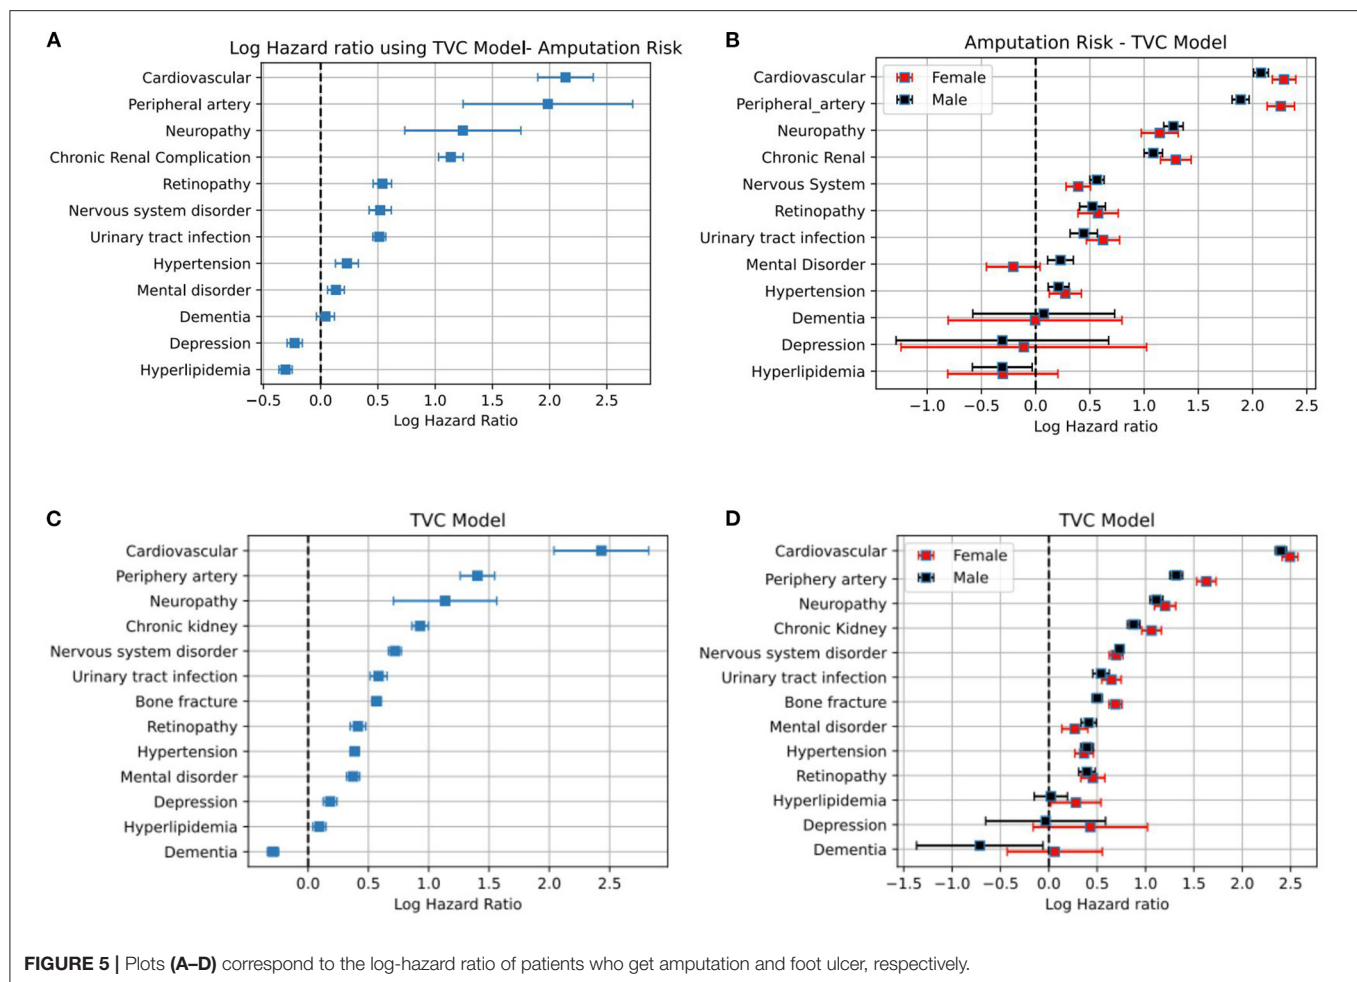 A
Log Hazard ratio using TVC Model- Amputation Risk
Cardiovascular
Peripheral artery
Neuropathy
Chronic Renal Complication
Retinopathy
Nervous system disorder
Urinary tract infection
Hypertension
Mental disorder
Dementia
Depression
Hyperlipidemia
−0.5 0.0 0.5 1.0 1.5 2.0 2.5
Log Hazard Ratio
B
Amputation Risk - TVC Model
Female
Male
Cardiovascular
Peripheral_artery
Neuropathy
Chronic Renal
Nervous System
Retinopathy
Urinary tract infection
Mental Disorder
Hypertension
Dementia
Depression
Hyperlipidemia
−1.0 −0.5 0.0 0.5 1.0 1.5 2.0 2.5
Log Hazard ratio
C
TVC Model
Cardiovascular
Periphery artery
Neuropathy
Chronic kidney
Nervous system disorder
Urinary tract infection
Bone fracture
Retinopathy
Hypertension
Mental disorder
Depression
Hyperlipidemia
Dementia
0.0 0.5 1.0 1.5 2.0 2.5
Log Hazard Ratio
D
TVC Model
Female
Male
Cardiovascular
Periphery artery
Neuropathy
Chronic Kidney
Nervous system disorder
Urinary tract infection
Bone fracture
Mental disorder
Hypertension
Retinopathy
Hyperlipidemia
Depression
Dementia
−1.5 −1.0 −0.5 0.0 0.5 1.0 1.5 2.0 2.5
Log Hazard ratio
FIGURE 5 | Plots (A–D) correspond to the log-hazard ratio of patients who get amputation and foot ulcer, respectively.